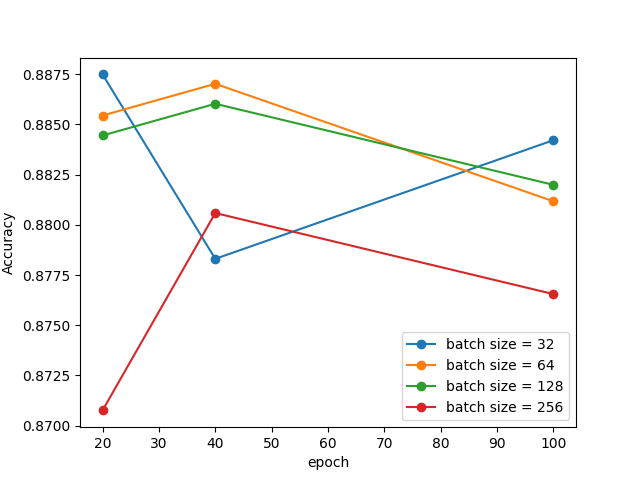 0.8875
0.8850
0.8825
0.8800
0.8775
0.8750
0.8725
0.8700
Accuracy
20 30 40 50 60 70 80 90 100
epoch
batch size = 32
batch size = 64
batch size = 128
batch size = 256